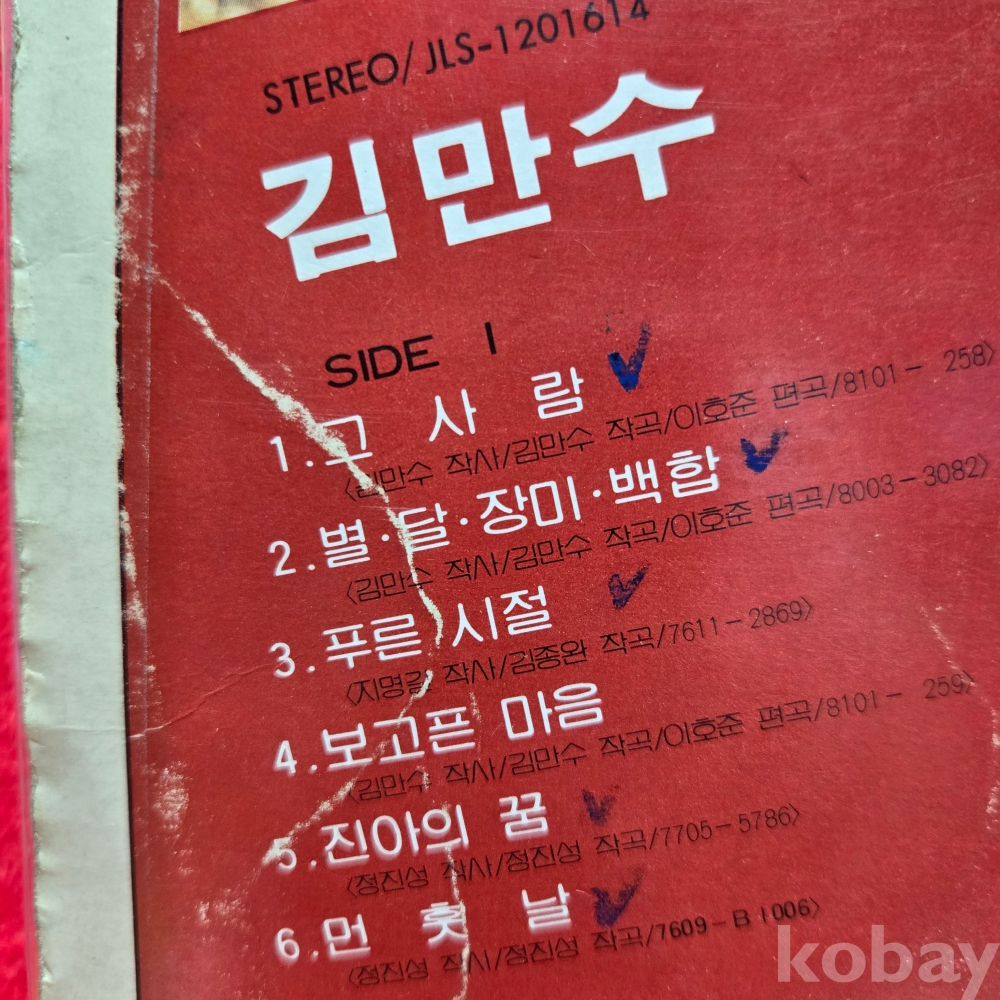 STEREO/JLS-1201614
김만수
SIDE I
1. 그 사 람
〈김만수 작사/김만수 작곡/이호준 편곡/8101- 258〉
2. 별·달·장미·백합
〈김만수 작사/김만수 작곡/이호준 편곡/8003-3082〉
3. 푸른 시절
〈지명길 작사/김종완 작곡/7611-2869〉
4. 보고픈 마음
〈김만수 작사/김만수 작곡/이호준 편곡/8101- 259〉
5. 진아의 꿈
〈정진성 작사/정진성 작곡/7705-5786〉
6. 먼 훗 날
〈정진성 작사/정진성 작곡/7609-B1006〉
kobay